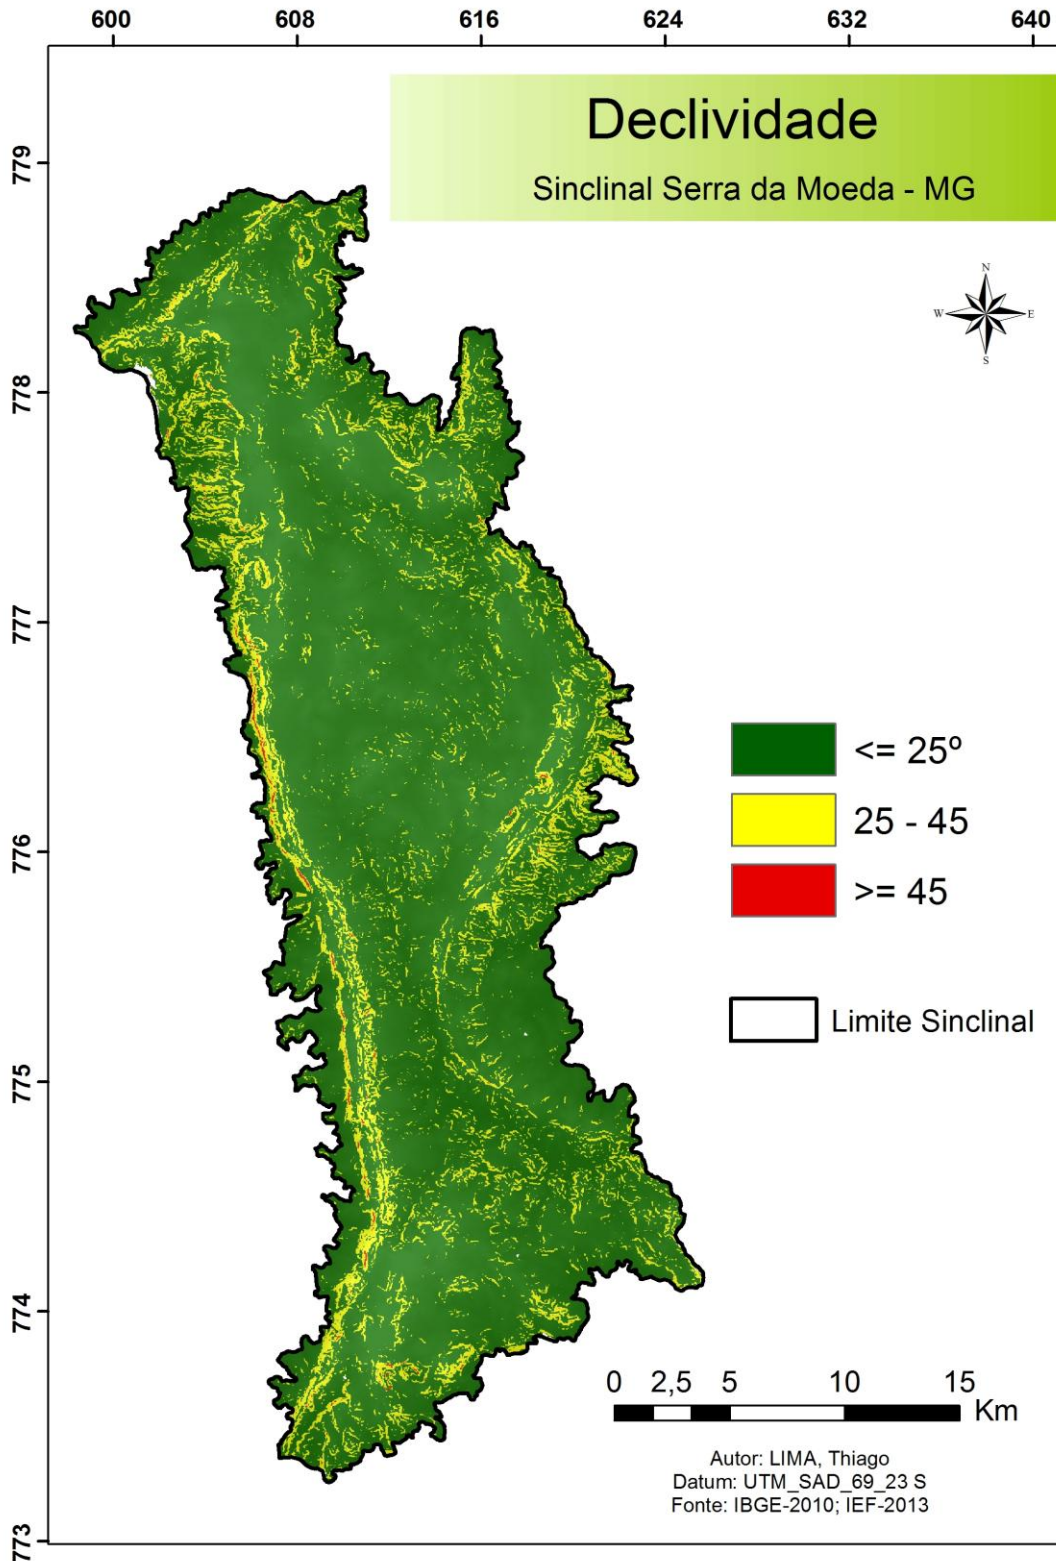 600 608 616 624 632 640
Declividade
Sinclinal Serra da Moeda - MG
779
778
777
776
775
774
773
N
W E
S
<= 25º
25 - 45
>= 45
Limite Sinclinal
0 2,5 5 10 15
Km
Autor: LIMA, Thiago
Datum: UTM_SAD_69_23 S
Fonte: IBGE-2010; IEF-2013